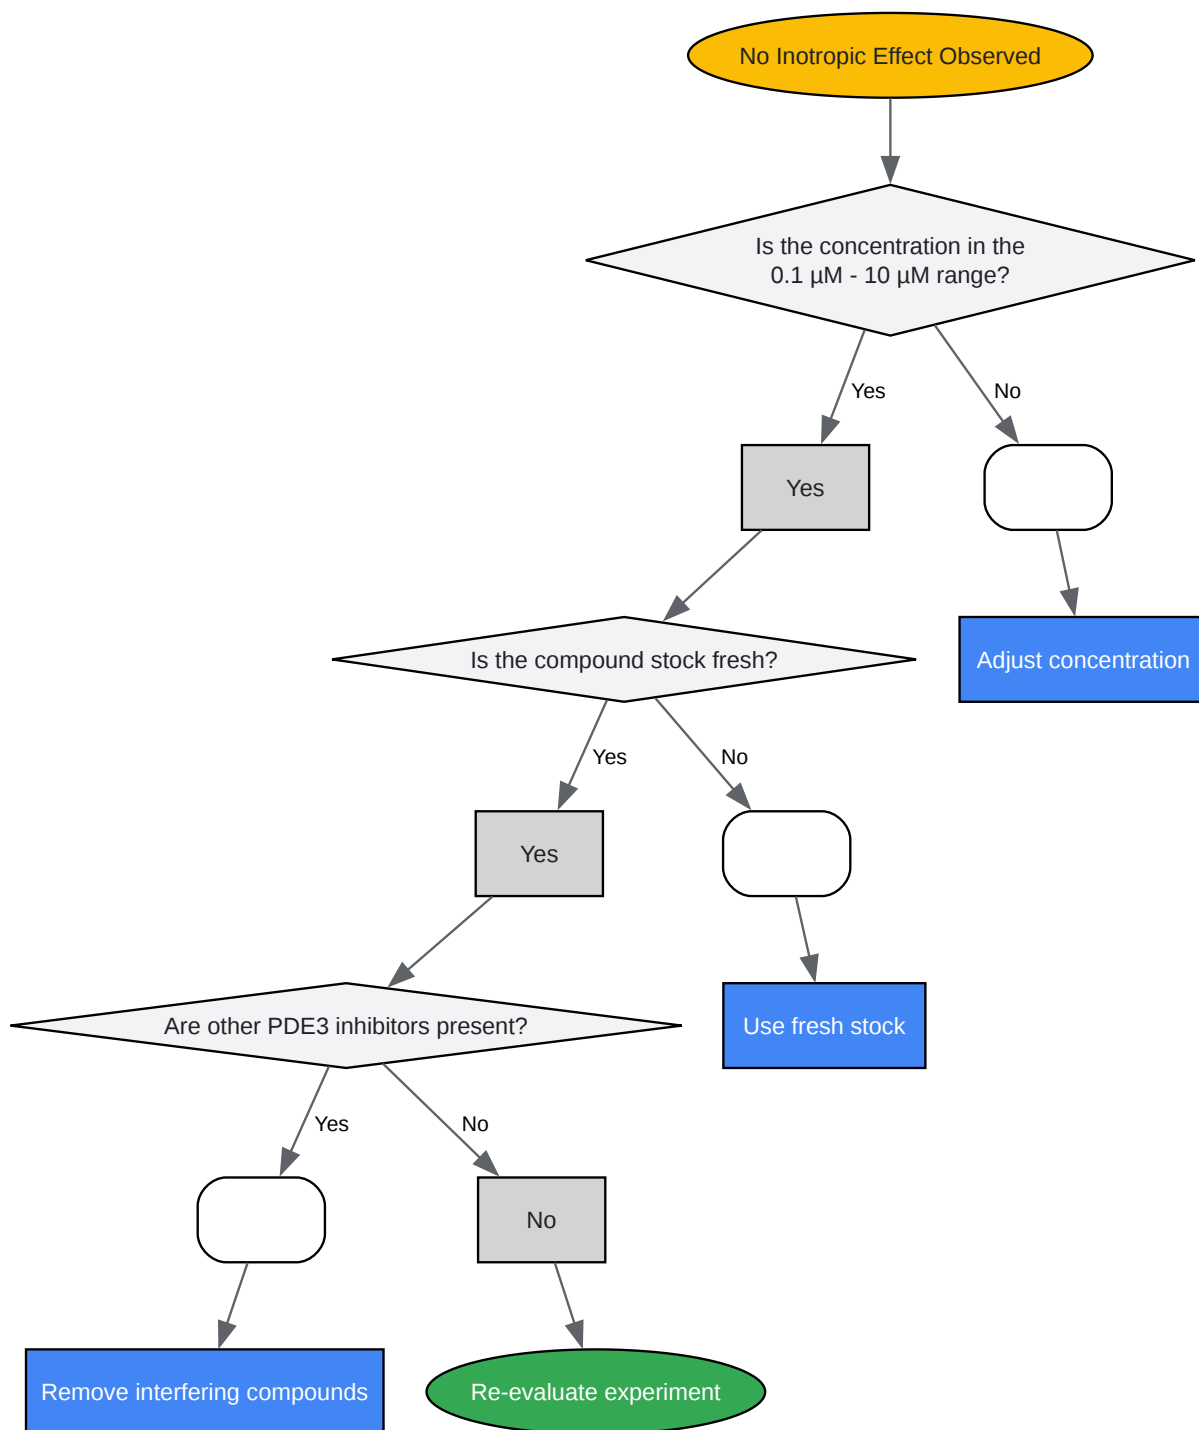 No Inotropic Effect Observed
Is the concentration in the
0.1 µM - 10 µM range?
Yes
No
Yes
Is the compound stock fresh?
Adjust concentration
Yes
No
Yes
Are other PDE3 inhibitors present?
Use fresh stock
Yes
No
No
Remove interfering compounds
Re-evaluate experiment